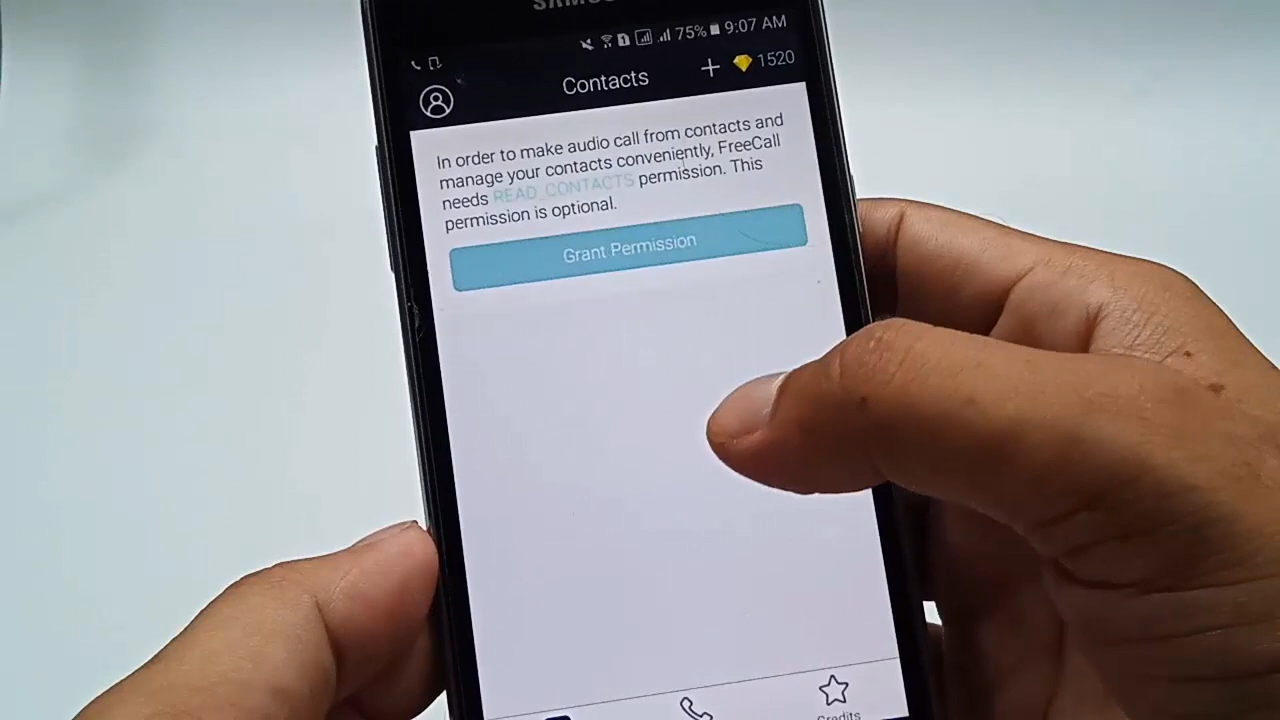 SAMSUNG
75% 9:07 AM
Contacts
1520
In order to make audio call from contacts and
manage your contacts conveniently, FreeCall
needs READ_CONTACTS permission. This
permission is optional.
Grant Permission
Credits